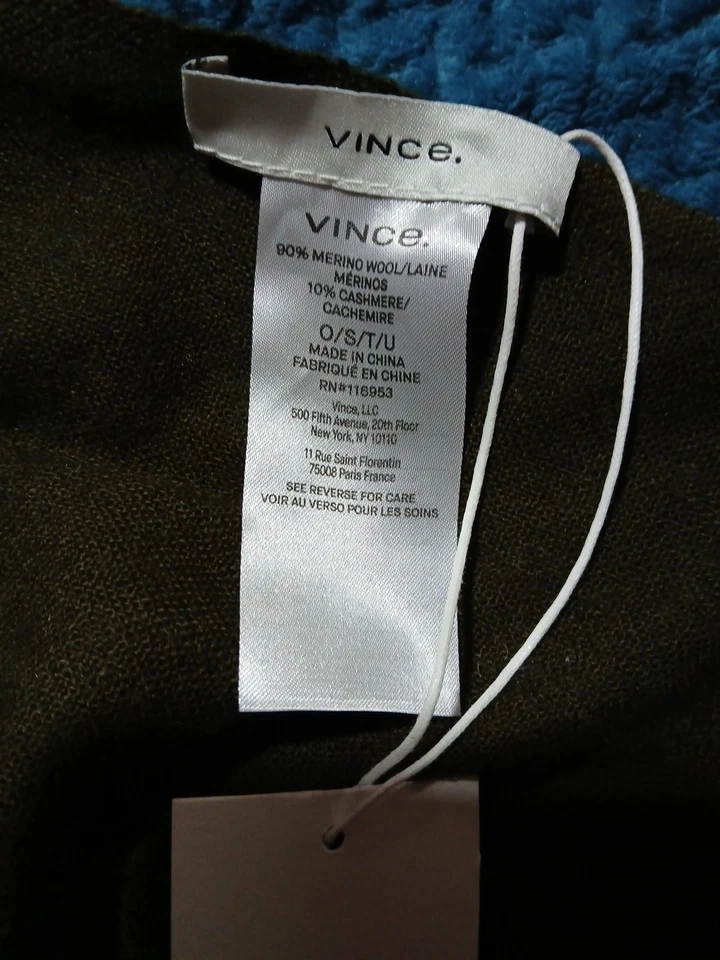 VINCe.
VINCe.
90% MERINO WOOL/LAINE
MÉRINOS
10% CASHMERE/
CACHEMIRE
O/S/T/U
MADE IN CHINA
FABRIQUÉ EN CHINE
RN#116953
Vince, LLC
500 Fifth Avenue, 20th Floor
New York, NY 10110
11 Rue Saint Florentin
75008 Paris France
SEE REVERSE FOR CARE
VOIR AU VERSO POUR LES SOINS